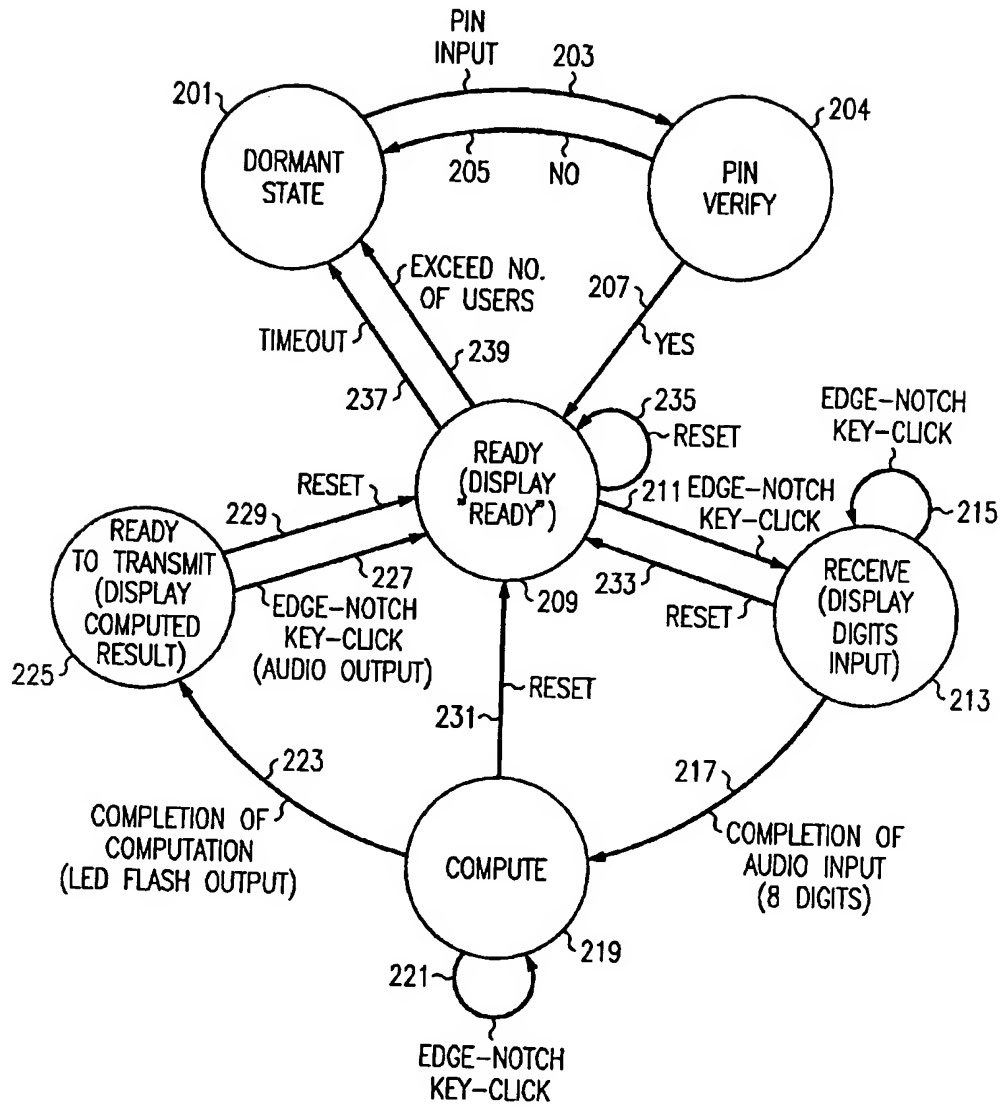 PIN
INPUT
203
201
204
DORMANT
STATE
205
NO
PIN
VERIFY
EXCEED NO.
OF USERS
207
YES
TIMEOUT
239
237
235
RESET
EDGE-NOTCH
KEY-CLICK
READY
(DISPLAY
"READY")
RESET
229
211
EDGE-NOTCH
KEY-CLICK
215
READY
TO TRANSMIT
(DISPLAY
COMPUTED
RESULT)
227
209
233
RESET
RECEIVE
(DISPLAY
DIGITS
INPUT)
225
EDGE-NOTCH
KEY-CLICK
(AUDIO OUTPUT)
213
RESET
231
223
217
COMPLETION OF
COMPUTATION
(LED FLASH OUTPUT)
COMPLETION OF
AUDIO INPUT
(8 DIGITS)
COMPUTE
219
221
EDGE-NOTCH
KEY-CLICK